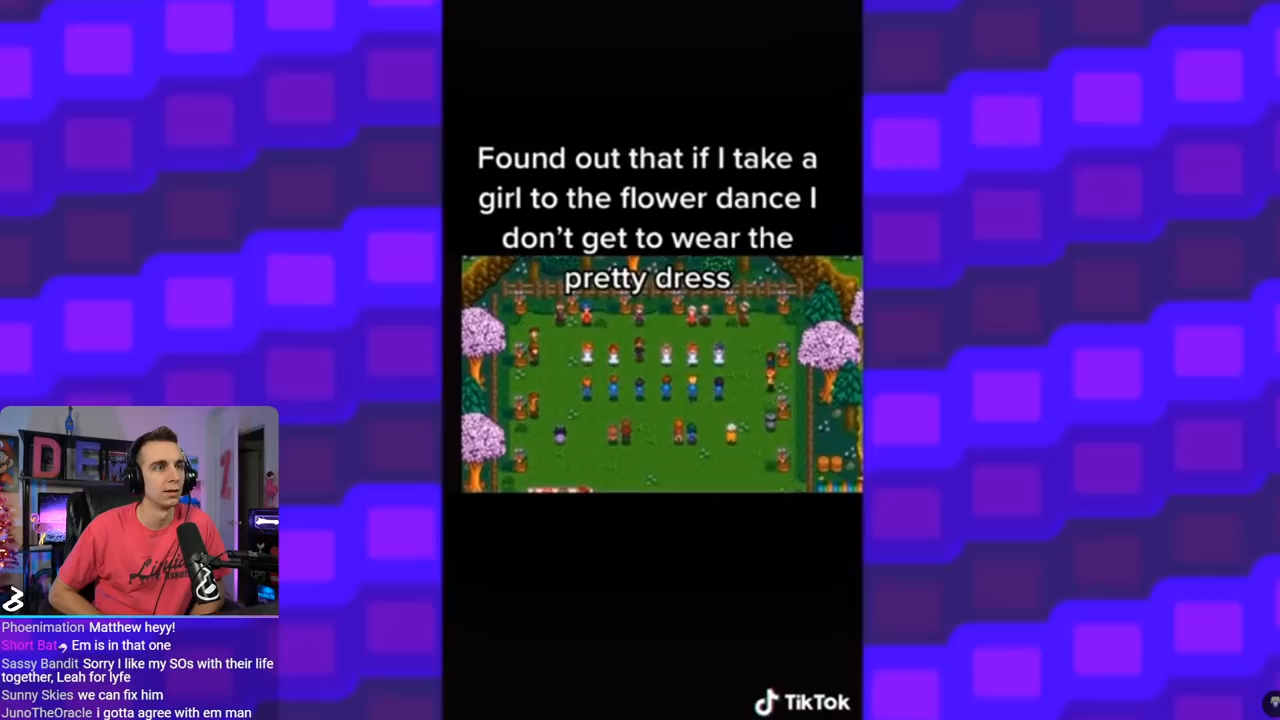 Found out that if I take a
girl to the flower dance I
don't get to wear the
pretty dress
DE
Z
Phoenimation Matthew heyy!
Short Bat Em is in that one
Sassy Bandit Sorry I like my SOs with their life
together, Leah for lyfe
Sunny Skies we can fix him
JunoTheOracle i gotta agree with em man
TikTok